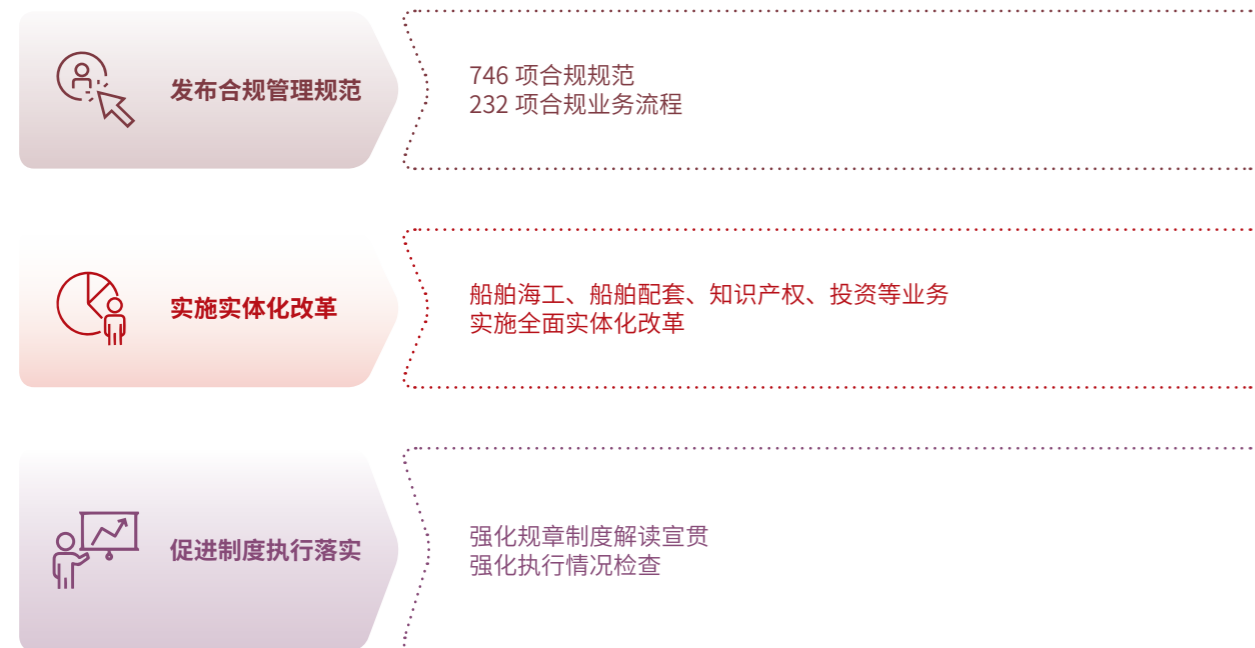 发布合规管理规范
746 项合规规范
232 项合规业务流程
实施实体化改革
船舶海工、船舶配套、知识产权、投资等业务
实施全面实体化改革
促进制度执行落实
强化规章制度解读宣贯
强化执行情况检查